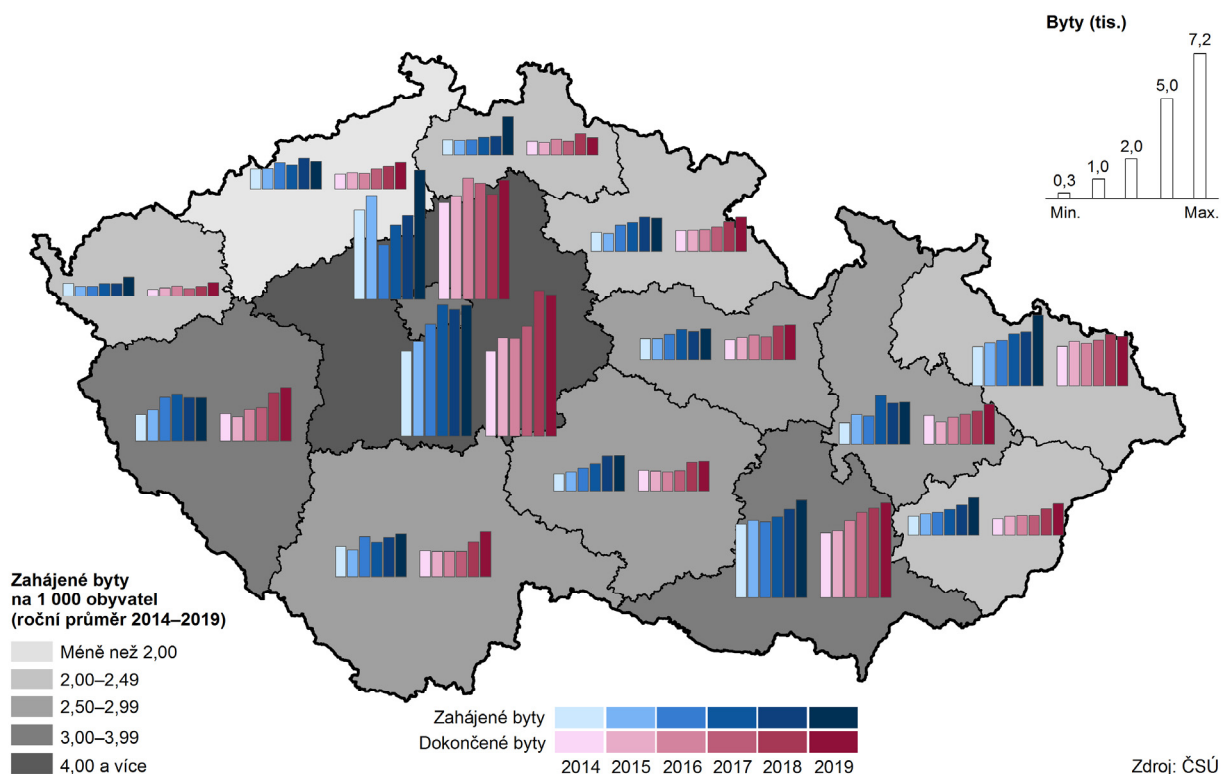 Byty (tis.)
7,2
5,0
2,0
1,0
0,3
Min.
Max.
Zahájené byty
na 1 000 obyvatel
(roční průměr 2014–2019)
Méně než 2,00
2,00–2,49
2,50–2,99
3,00–3,99
4,00 a více
Zahájené byty
Dokončené byty
2014 2015 2016 2017 2018 2019
Zdroj: ČSÚ